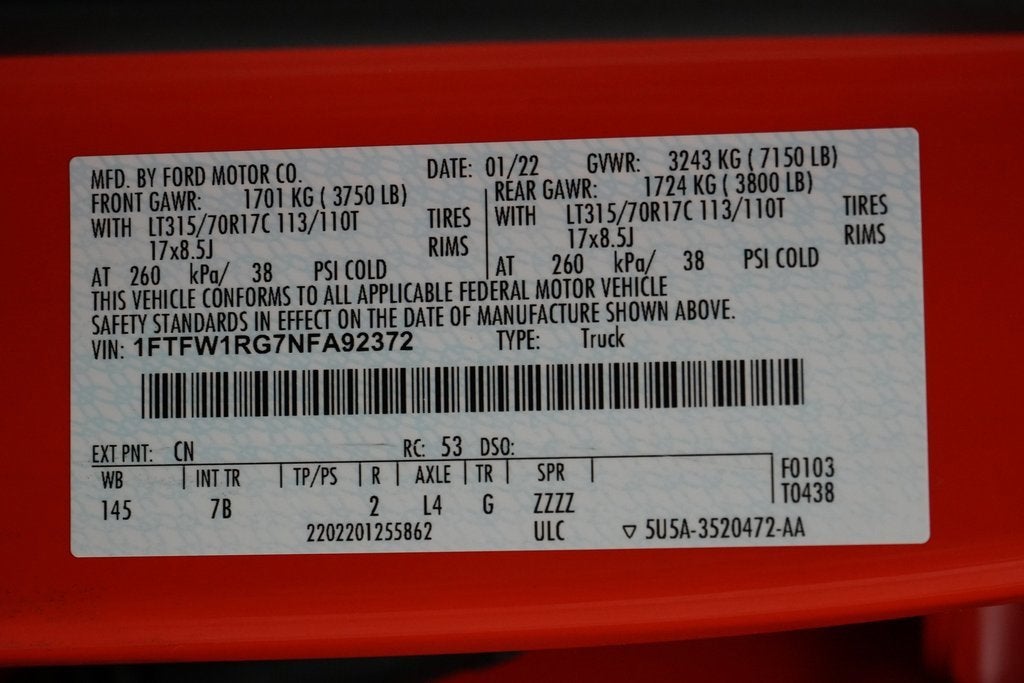 MFD. BY FORD MOTOR CO. DATE: 01/22 GVWR: 3243 KG ( 7150 LB)
FRONT GAWR: 1701 KG ( 3750 LB) REAR GAWR: 1724 KG ( 3800 LB)
WITH LT315/70R17C 113/110T TIRES WITH LT315/70R17C 113/110T TIRES
17x8.5J RIMS 17x8.5J RIMS
AT 260 kPa/ 38 PSI COLD AT 260 kPa/ 38 PSI COLD
THIS VEHICLE CONFORMS TO ALL APPLICABLE FEDERAL MOTOR VEHICLE
SAFETY STANDARDS IN EFFECT ON THE DATE OF MANUFACTURE SHOWN ABOVE.
VIN: 1FTFW1RG7NFA92372 TYPE: Truck
EXT PNT: CN RC: 53 DSO:
WB INT TR TP/PS R AXLE TR SPR F0103
145 7B 2 L4 G ZZZZ T0438
2202201255862 ULC ▽ 5U5A-3520472-AA